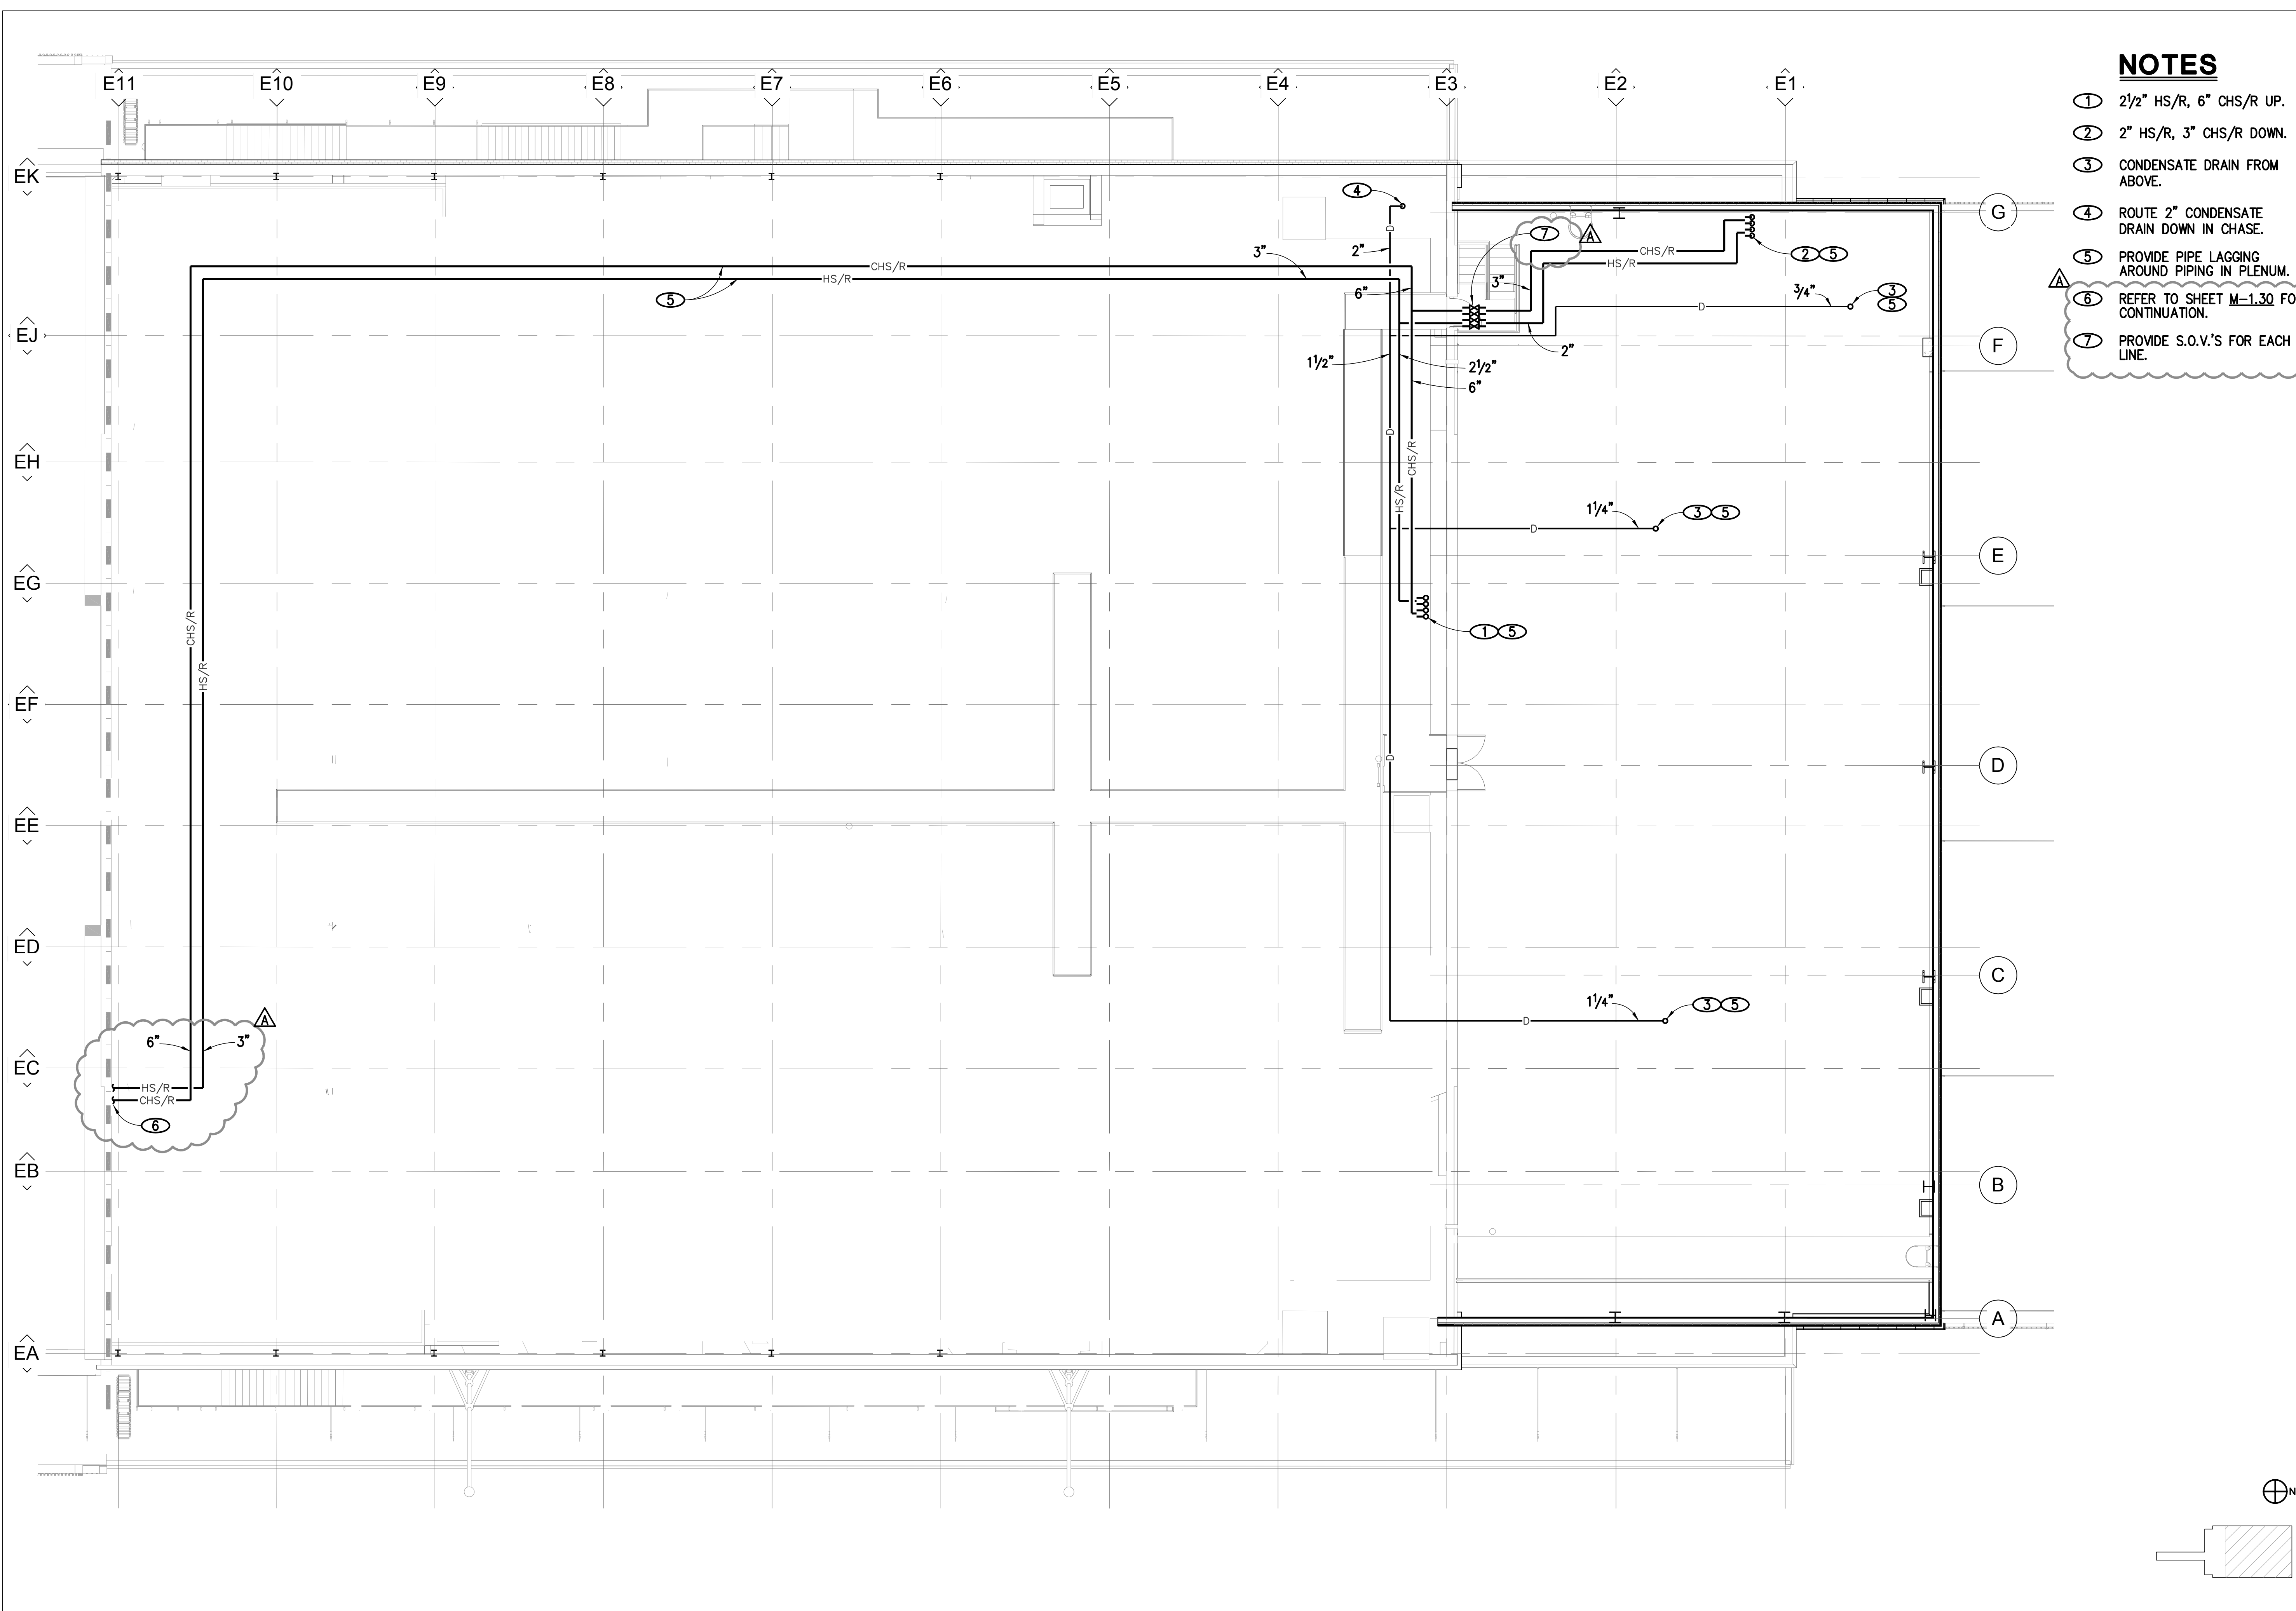 NOTES
E11 E10 E9 E8 E7 E6 E5 E4 E3 E2 E1
1 2½" HS/R, 6" CHS/R UP.
2 2" HS/R, 3" CHS/R DOWN.
3 CONDENSATE DRAIN FROM
ABOVE.
4 ROUTE 2" CONDENSATE
DRAIN DOWN IN CHASE.
5 PROVIDE PIPE LAGGING
AROUND PIPING IN PLENUM.
A
6 REFER TO SHEET M-1.30 FO
CONTINUATION.
7 PROVIDE S.O.V.'S FOR EACH
LINE.
EK
4
G
7 A
D
2"
3"
CHS/R
HS/R
5
CHS/R
HS/R
2 5
6"
3"
3/4"
3
5
D
EJ
F
1½"
2½"
6"
2"
D
EH
CHS/R
HS/R
1¼"
3 5
D
E
EG
CHS/R
HS/R
1 5
EF
D
D
EE
ED
C
1¼"
3 5
D
A
6"
3"
EC
HS/R
CHS/R
6
EB
B
A
EA
N